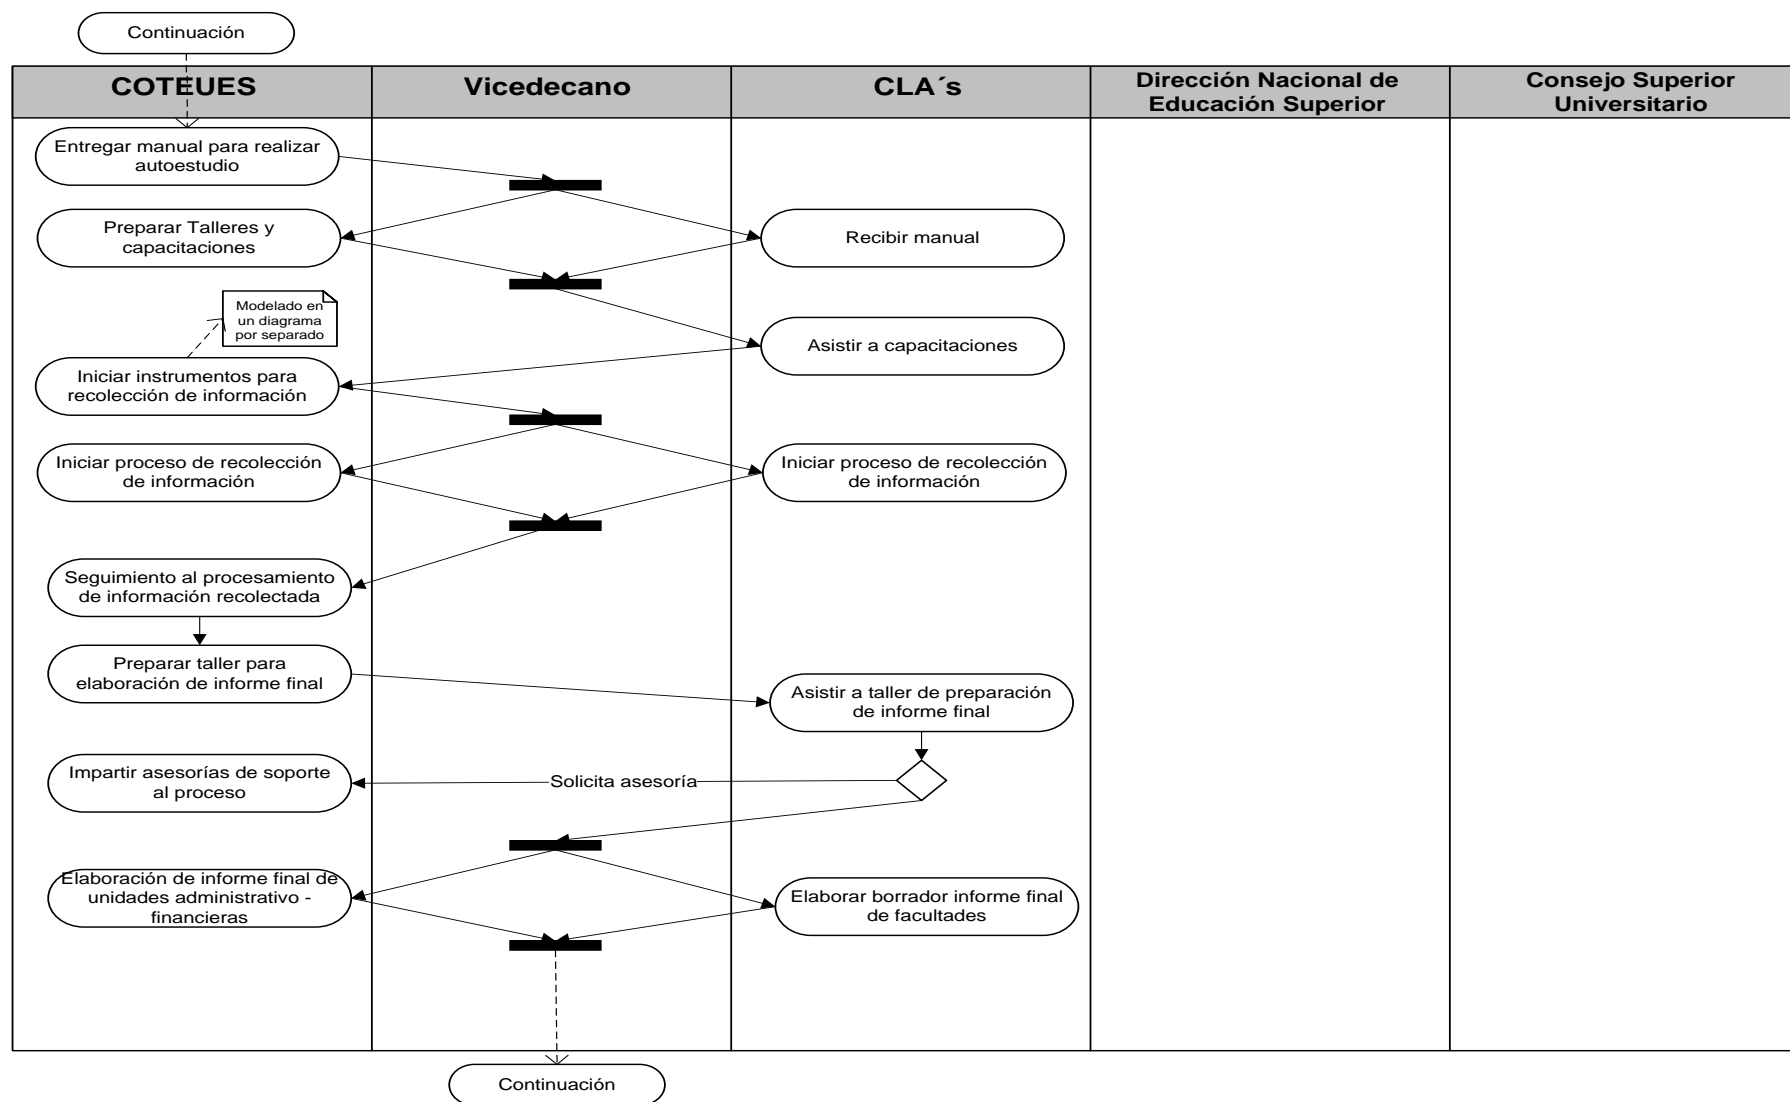 Continuación
COTEUES
Vicedecano
CLA´s
Dirección Nacional de
Educación Superior
Consejo Superior
Universitario
Entregar manual para realizar
autoestudio
Preparar Talleres y
capacitaciones
Recibir manual
Modelado en
un diagrama
por separado
Asistir a capacitaciones
Iniciar instrumentos para
recolección de información
Iniciar proceso de recolección
de información
Iniciar proceso de recolección
de información
Seguimiento al procesamiento
de información recolectada
Preparar taller para
elaboración de informe final
Asistir a taller de preparación
de informe final
Impartir asesorías de soporte
al proceso
Solicita asesoría
Elaboración de informe final de
unidades administrativo -
financieras
Elaborar borrador informe final
de facultades
Continuación